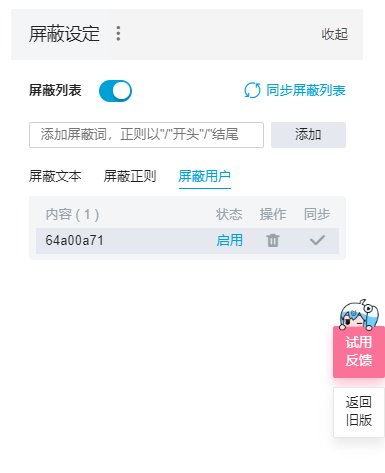 屏蔽设定
收起
屏蔽列表
同步屏蔽列表
添加屏蔽词，正则以"/"开头"/"结尾
添加
屏蔽文本 屏蔽正则 屏蔽用户
内容 ( 1 ) 状态 操作 同步
64a00a71 启用
试用
反馈
返回
旧版